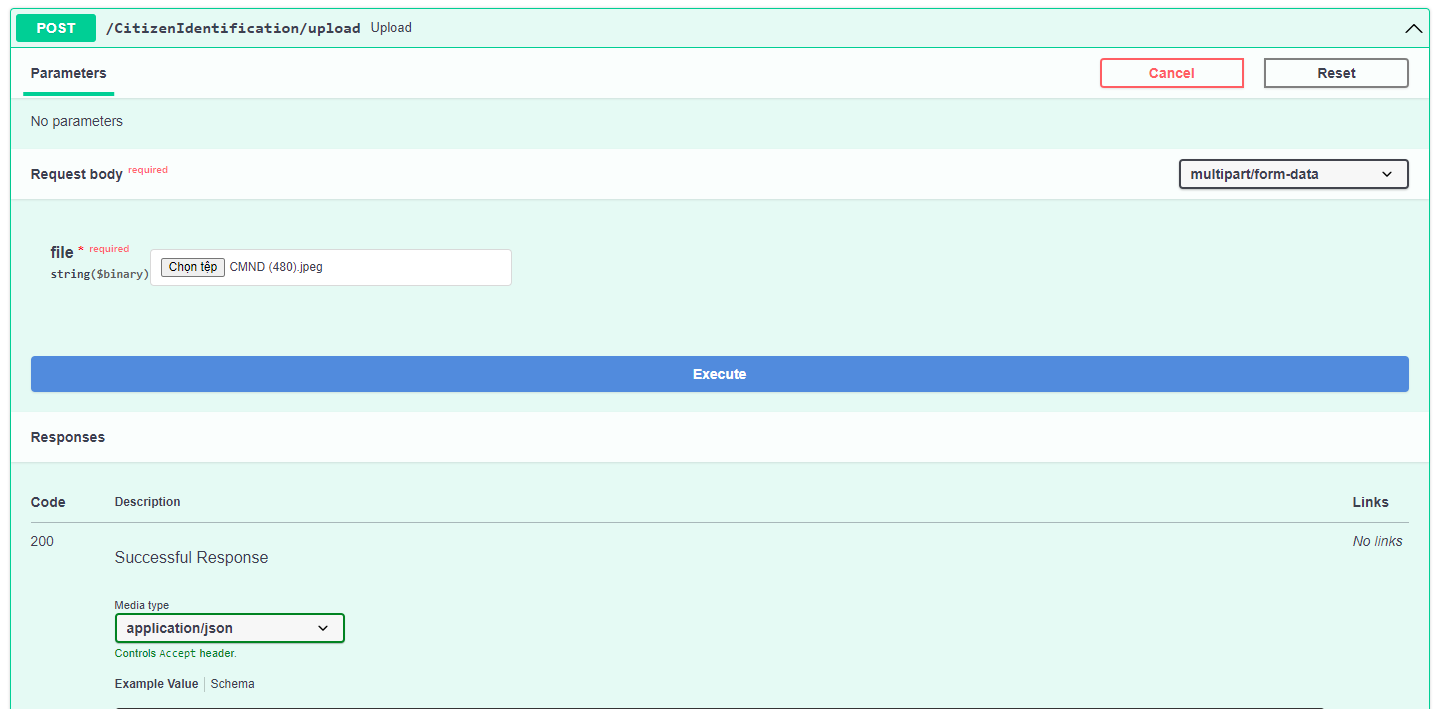 POST /CitizenIdentification/upload Upload
Parameters Cancel Reset
No parameters
Request body required multipart/form-data
file * required
string($binary) Chọn tệp CMND (480).jpeg
Execute
Responses
Code Description Links
200 No links
Successful Response
Media type
application/json
Controls Accept header.
Example Value Schema